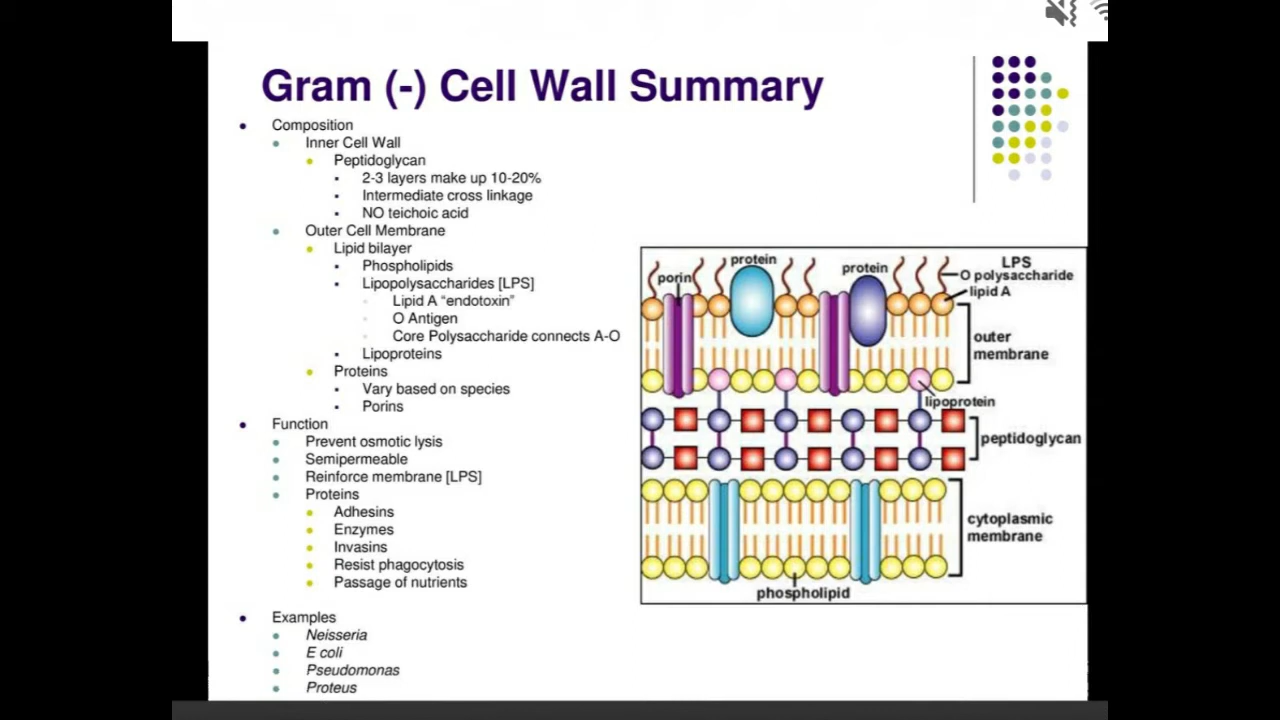 Gram (-) Cell Wall Summary
Composition
Inner Cell Wall
Peptidoglycan
2-3 layers make up 10-20%
Intermediate cross linkage
NO teichoic acid
Outer Cell Membrane
Lipid bilayer
Phospholipids
Lipopolysaccharides [LPS]
Lipid A “endotoxin”
O Antigen
Core Polysaccharide connects A-O
Lipoproteins
Proteins
Vary based on species
Porins
Function
Prevent osmotic lysis
Semipermeable
Reinforce membrane [LPS]
Proteins
Adhesins
Enzymes
Invasins
Resist phagocytosis
Passage of nutrients
Examples
Neisseria
E coli
Pseudomonas
Proteus
protein
porin
protein
LPS
O polysaccharide
lipid A
outer
membrane
lipoprotein
peptidoglycan
cytoplasmic
membrane
phospholipid